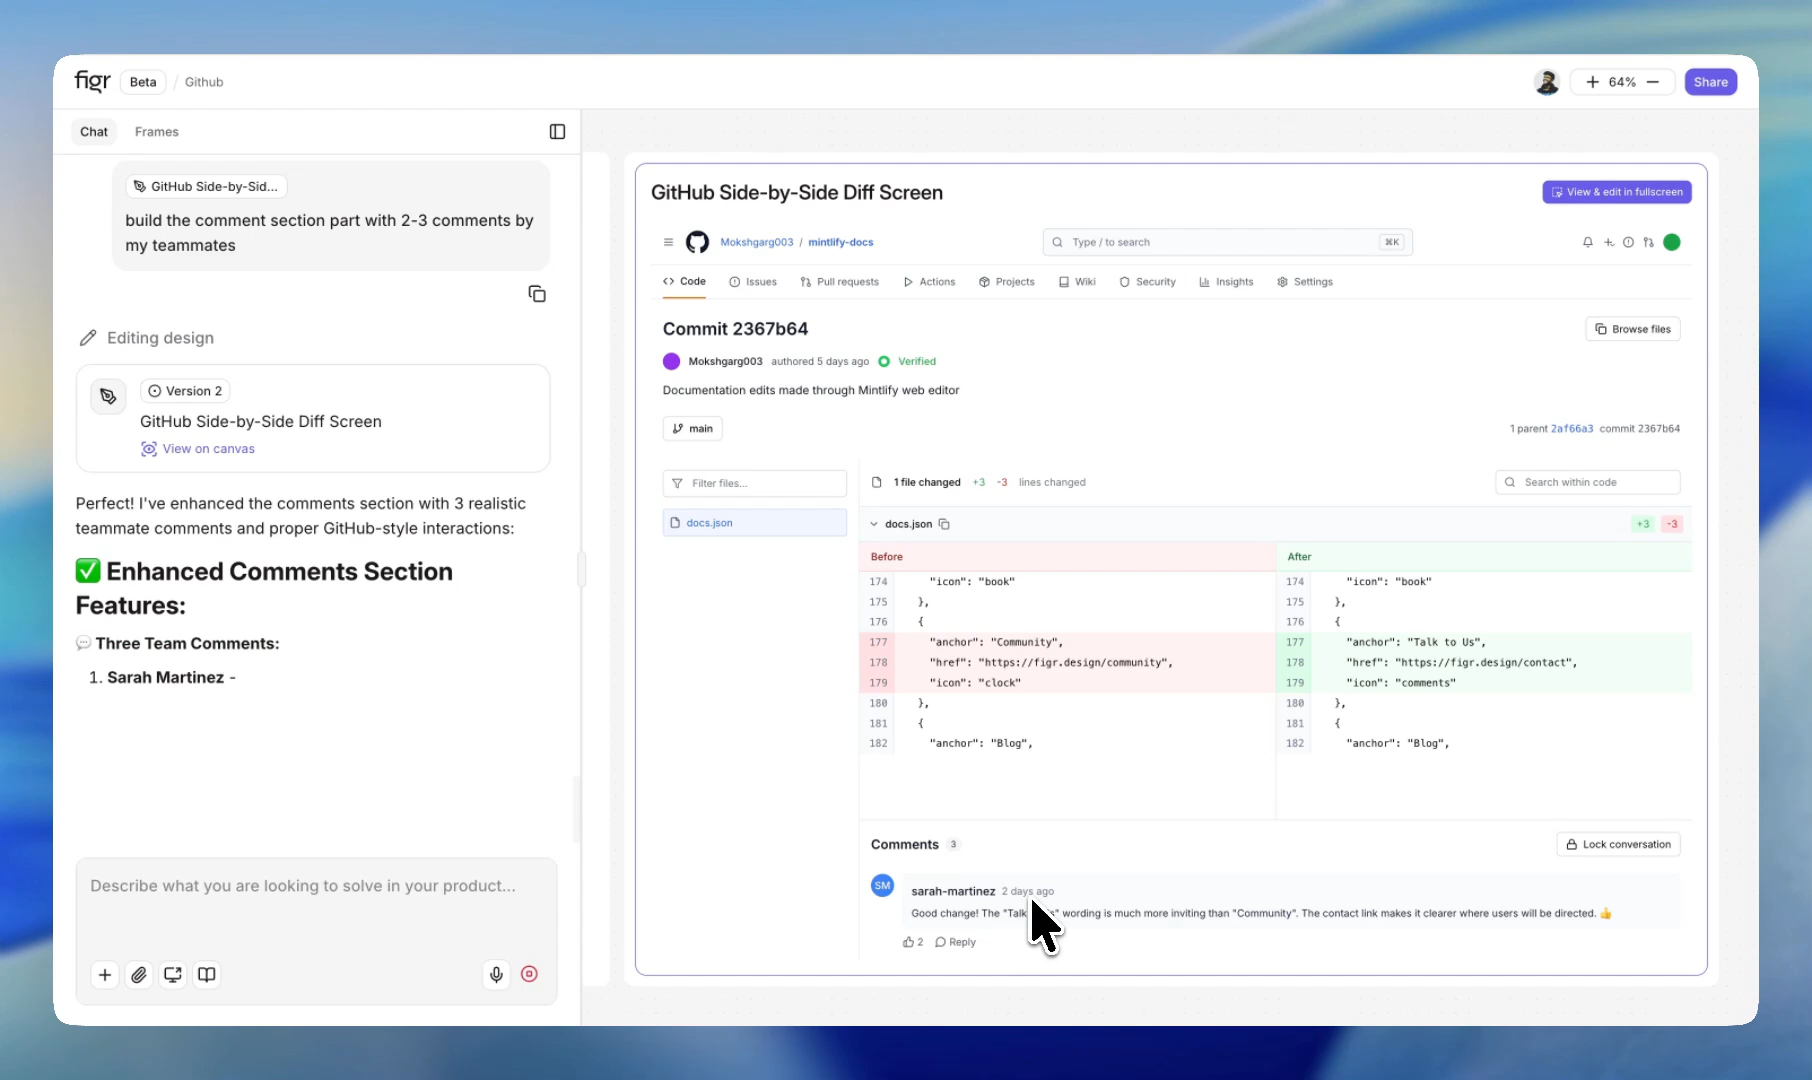 figr Beta / Github
64%
Share
Chat Frames
GitHub Side-by-Sid...
build the comment section part with 2-3 comments by
my teammates
Editing design
Version 2
GitHub Side-by-Side Diff Screen
View on canvas
Perfect! I've enhanced the comments section with 3 realistic
teammate comments and proper GitHub-style interactions:
✅ Enhanced Comments Section
Features:
💬 Three Team Comments:
1. Sarah Martinez -
Describe what you are looking to solve in your product...
GitHub Side-by-Side Diff Screen
View & edit in fullscreen
Mokshgarg003 / mintlify-docs
Type / to search
⌘K
Code Issues Pull requests Actions Projects Wiki Security Insights Settings
Commit 2367b64
Browse files
Mokshgarg003 authored 5 days ago Verified
Documentation edits made through Mintlify web editor
main
1 parent 2af66a3 commit 2367b64
Filter files...
docs.json
1 file changed +3 -3 lines changed
Search within code
docs.json
+3 -3
Before
174 "icon": "book"
175 },
176 {
177 "anchor": "Community",
178 "href": "https://figr.design/community",
179 "icon": "clock"
180 },
181 {
182 "anchor": "Blog",
After
174 "icon": "book"
175 },
176 {
177 "anchor": "Talk to Us",
178 "href": "https://figr.design/contact",
179 "icon": "comments"
180 },
181 {
182 "anchor": "Blog",
Comments 3
Lock conversation
SM
sarah-martinez 2 days ago
Good change! The "Talk wording is much more inviting than "Community". The contact link makes it clearer where users will be directed. 👍
2 Reply